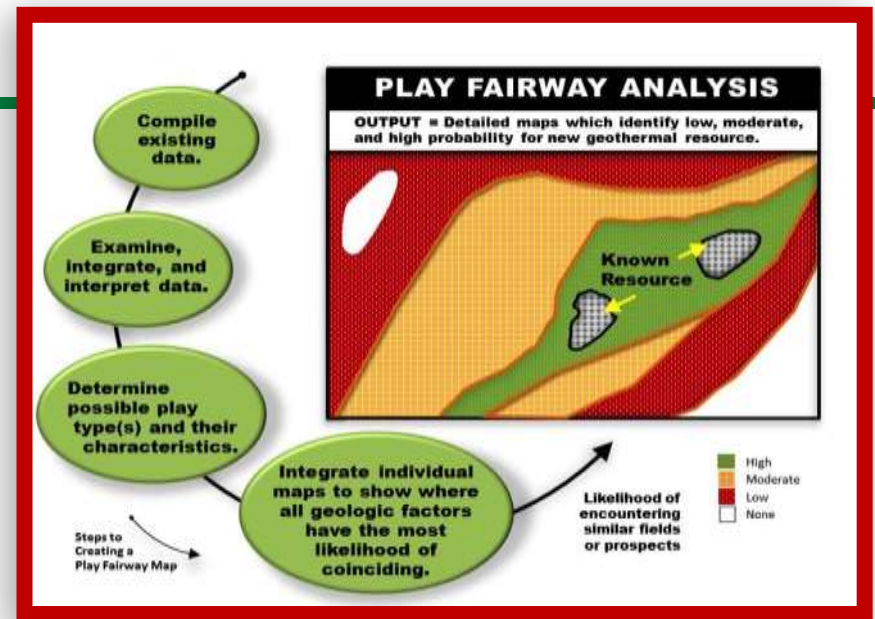 Compile
existing
data.
Examine,
integrate, and
interpret data.
Determine
possible play
type(s) and their
characteristics.
Integrate individual
maps to show where
all geologic factors
have the most
likelihood of
coinciding.
Steps to
Creating a
Play Fairway Map
PLAY FAIRWAY ANALYSIS
OUTPUT = Detailed maps which identify low, moderate,
and high probability for new geothermal resource.
Known
Resource
Likelihood of
encountering
similar fields
or prospects
High
Moderate
Low
None